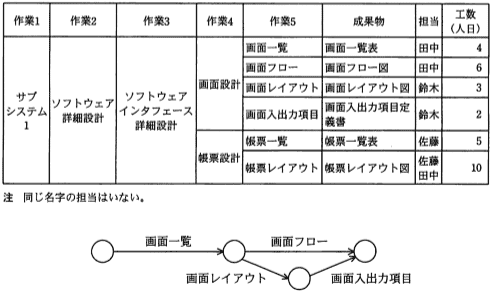 作業1 作業2 作業3 作業4 作業5 成果物 担当 工数(人日)
サブシステム1 ソフトウェア詳細設計 ソフトウェアインタフェース詳細設計 画面設計 画面一覧 画面一覧表 田中 4
画面フロー 画面フロー図 田中 6
画面レイアウト 画面レイアウト図 鈴木 3
画面入出力項目 画面入出力項目定義書 鈴木 2
帳票設計 帳票一覧 帳票一覧表 佐藤 5
帳票レイアウト 帳票レイアウト図 佐藤 田中 10
注 同じ名字の担当はいない。
画面一覧 画面フロー
画面レイアウト 画面入出力項目